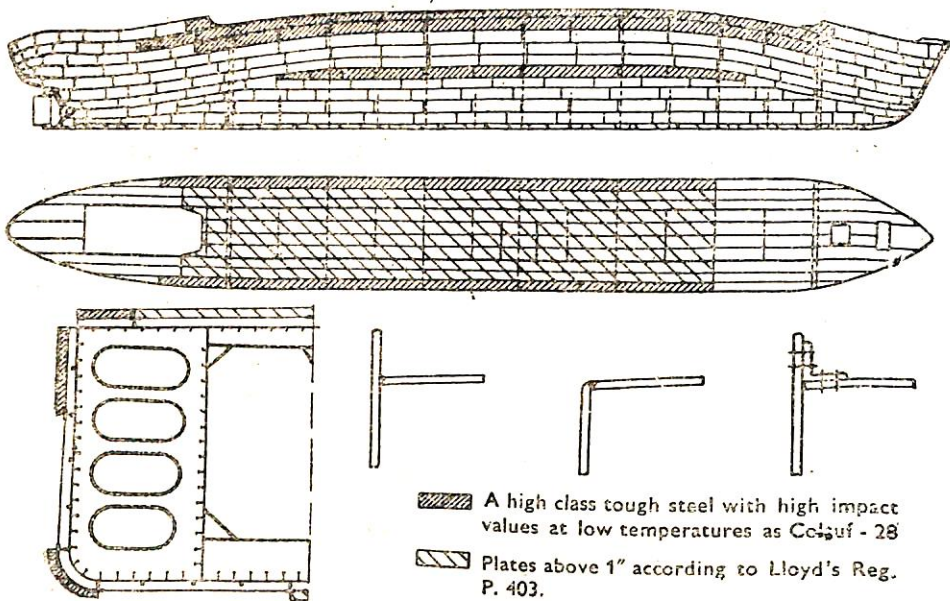 A high class tough steel with high impact
values at low temperatures as - 28
Plates above 1" according to Lloyd's Reg.
P. 403.